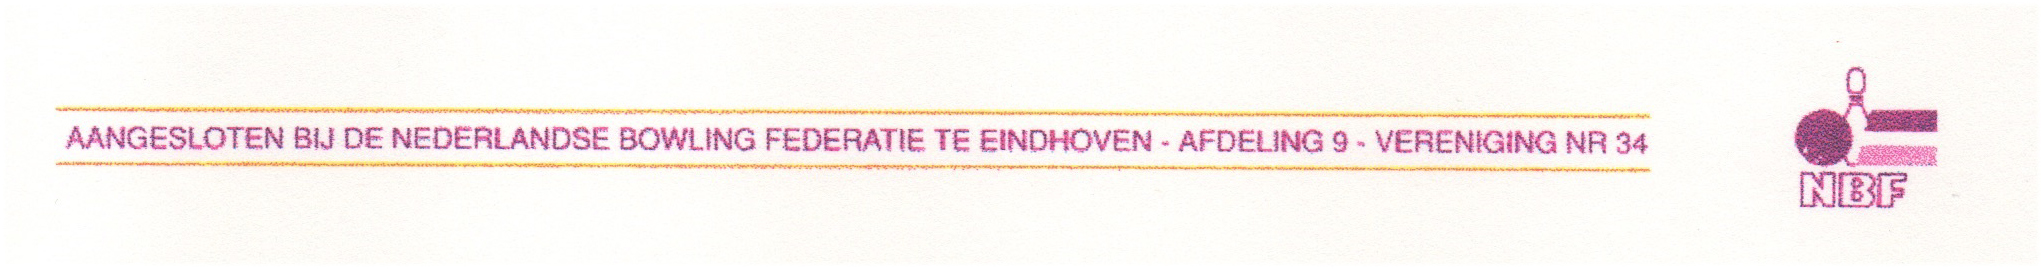 AANGESLOTEN BIJ DE NEDERLANDSE BOWLING FEDERATIE TE EINDHOVEN - AFDELING 9 - VERENIGING NR 34
NBF